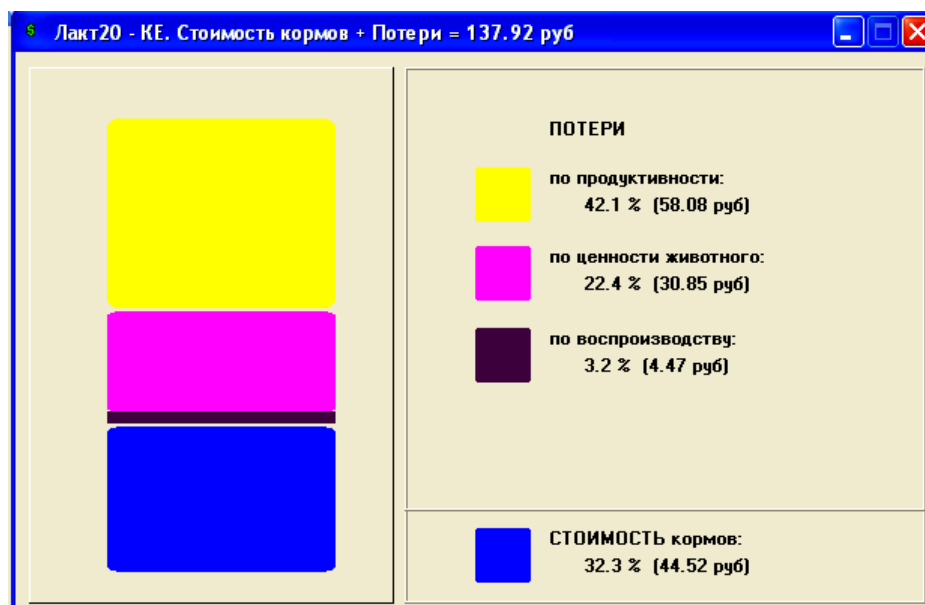 Лакт20 - КЕ. Стоимость кормов + Потери = 137.92 руб
ПОТЕРИ
по продуктивности:
42.1 % (58.08 руб)
по ценности животного:
22.4 % (30.85 руб)
по воспроизводству:
3.2 % (4.47 руб)
СТОИМОСТЬ кормов:
32.3 % (44.52 руб)